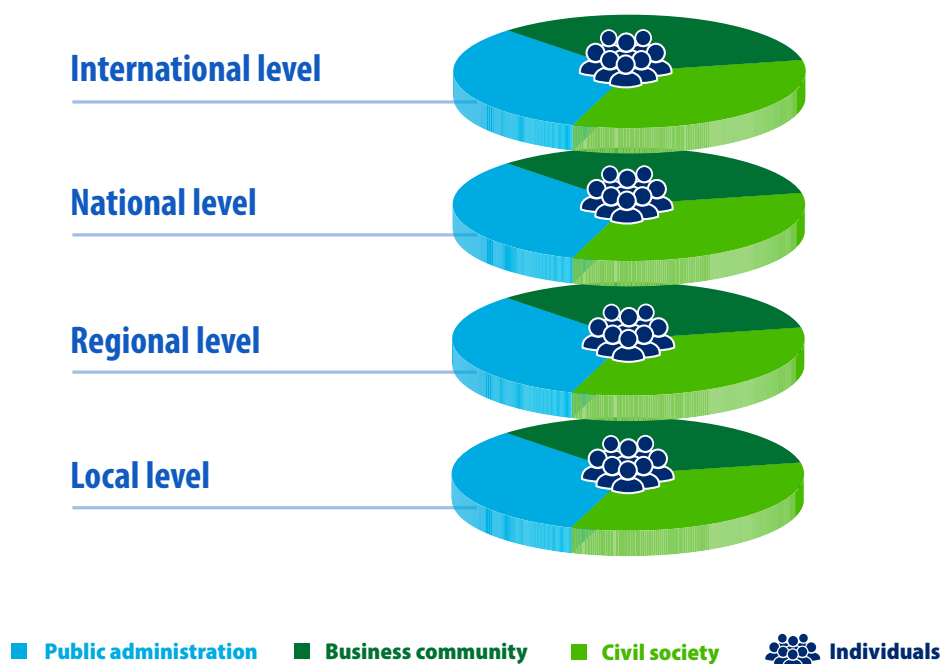 International level
National level
Regional level
Local level
Public administration Business community Civil society Individuals